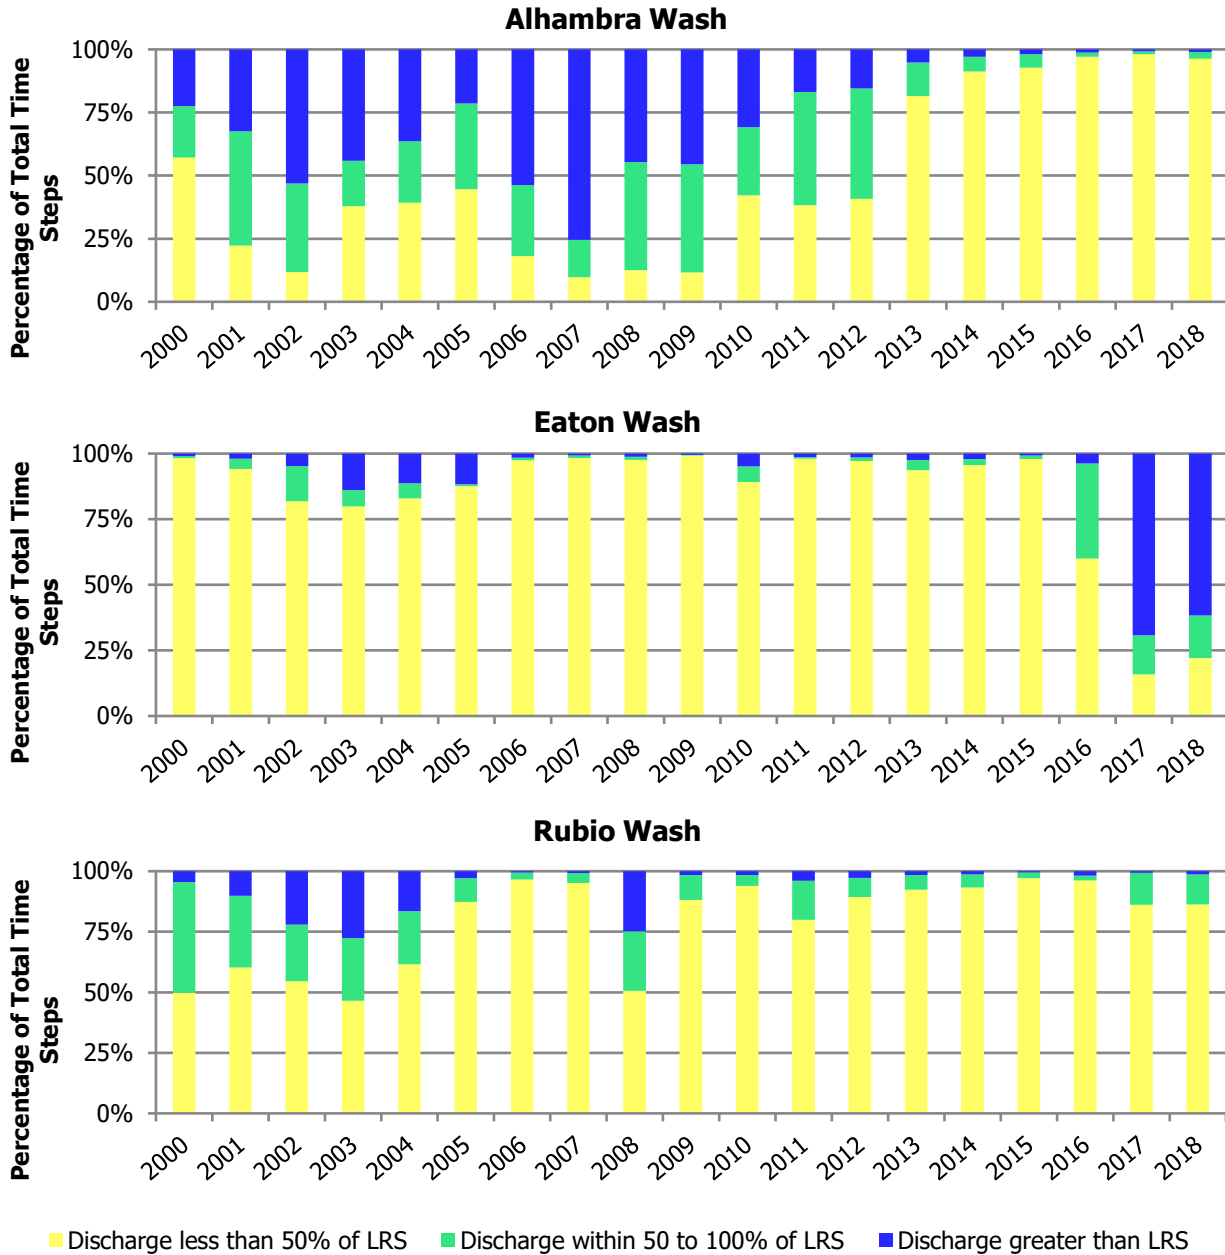 Alhambra Wash
Percentage of Total Time
Steps
100%
75%
50%
25%
0%
2000 2001 2002 2003 2004 2005 2006 2007 2008 2009 2010 2011 2012 2013 2014 2015 2016 2017 2018
Eaton Wash
Percentage of Total Time
Steps
100%
75%
50%
25%
0%
2000 2001 2002 2003 2004 2005 2006 2007 2008 2009 2010 2011 2012 2013 2014 2015 2016 2017 2018
Rubio Wash
Percentage of Total Time
Steps
100%
75%
50%
25%
0%
2000 2001 2002 2003 2004 2005 2006 2007 2008 2009 2010 2011 2012 2013 2014 2015 2016 2017 2018
Discharge less than 50% of LRS Discharge within 50 to 100% of LRS Discharge greater than LRS